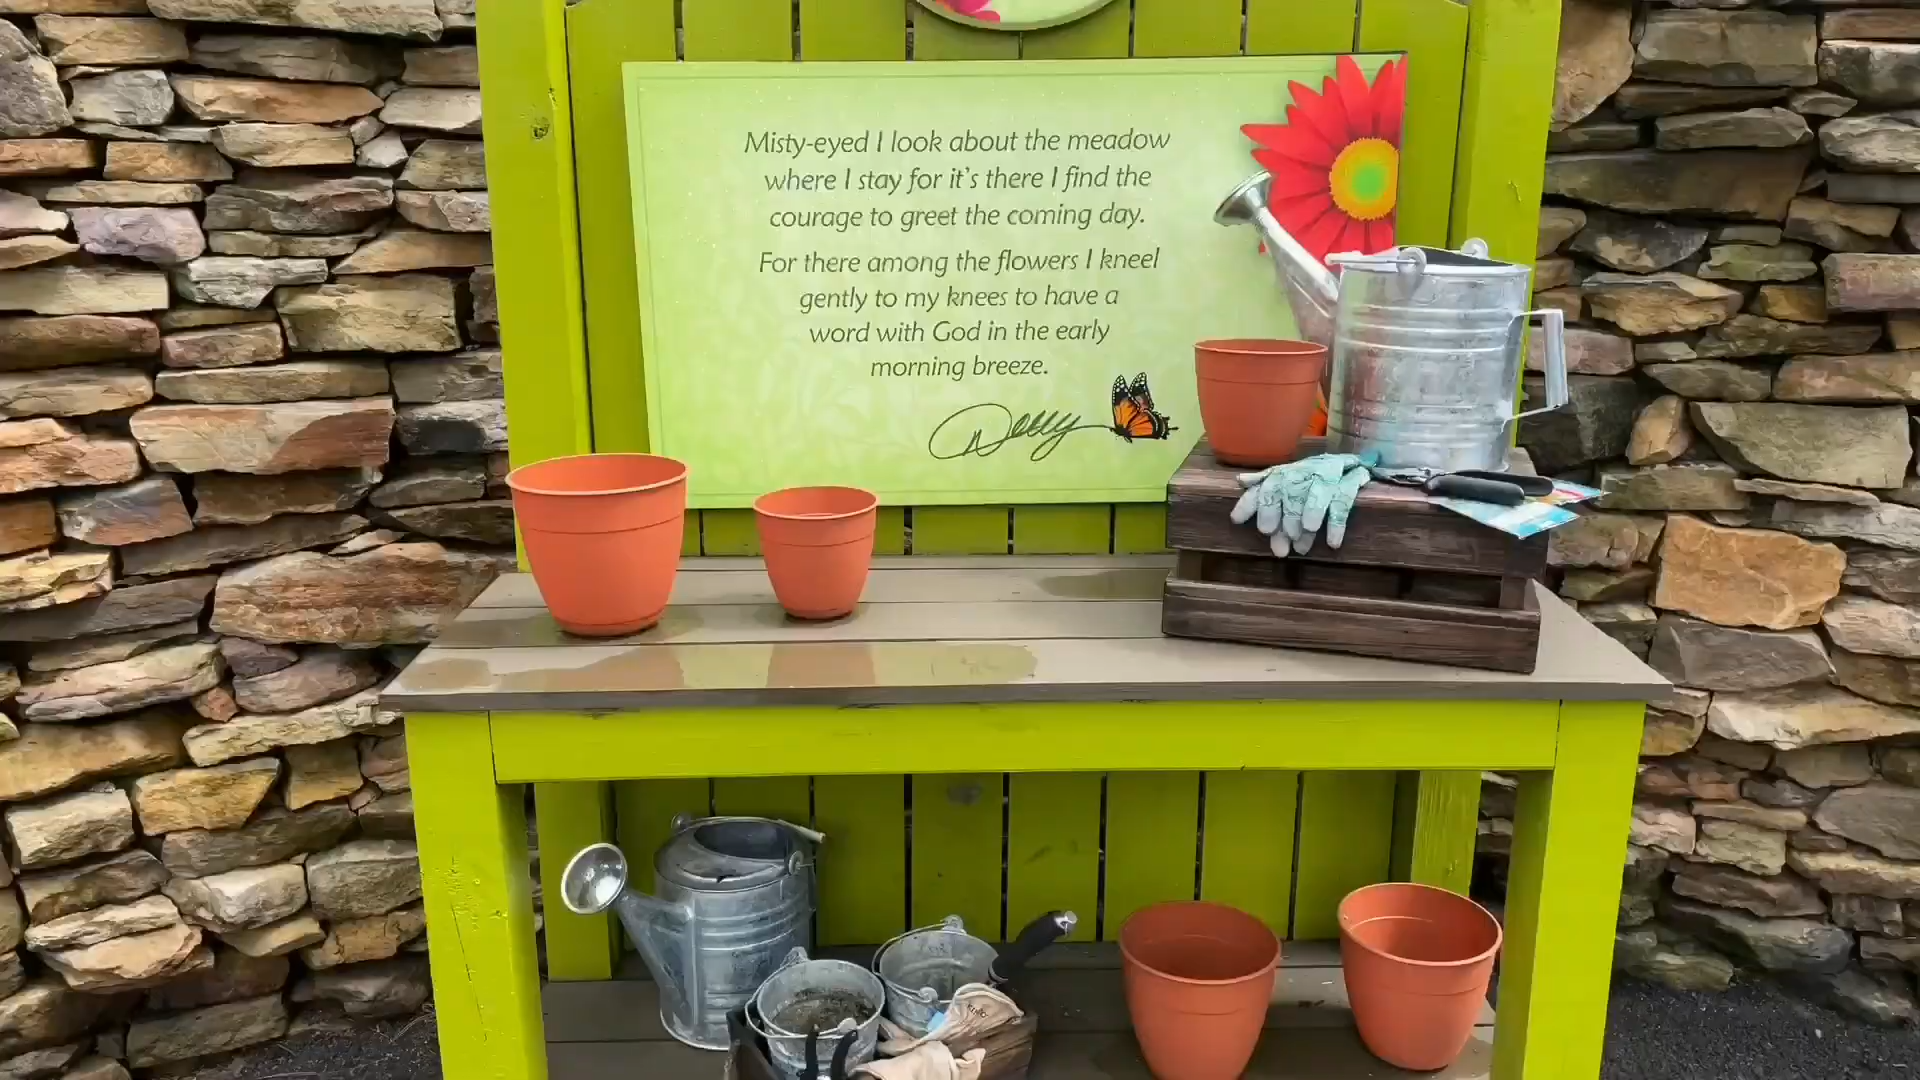 Misty-eyed I look about the meadow
where I stay for it's there I find the
courage to greet the coming day.
For there among the flowers I kneel
gently to my knees to have a
word with God in the early
morning breeze.